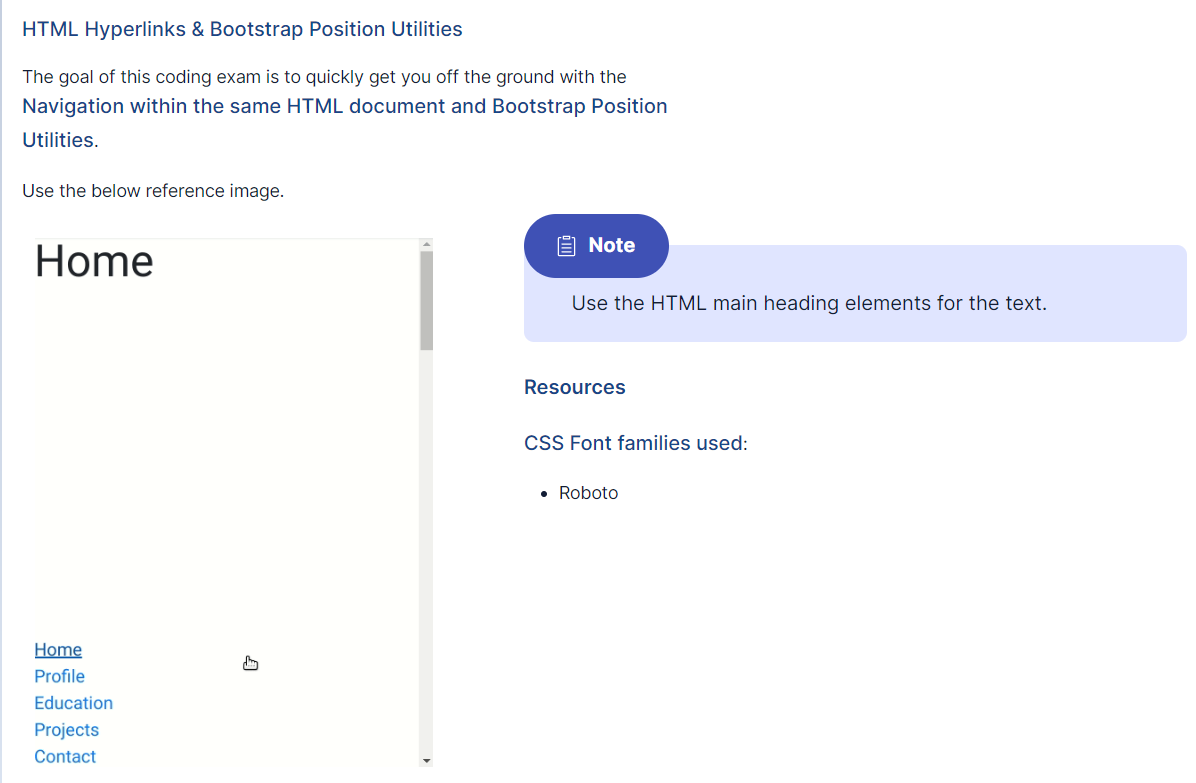 HTML Hyperlinks & Bootstrap Position Utilities
The goal of this coding exam is to quickly get you off the ground with the
Navigation within the same HTML document and Bootstrap Position
Utilities.
Use the below reference image.
Home
Home
Profile
Education
Projects
Contact
Note
Use the HTML main heading elements for the text.
Resources
CSS Font families used:
Roboto